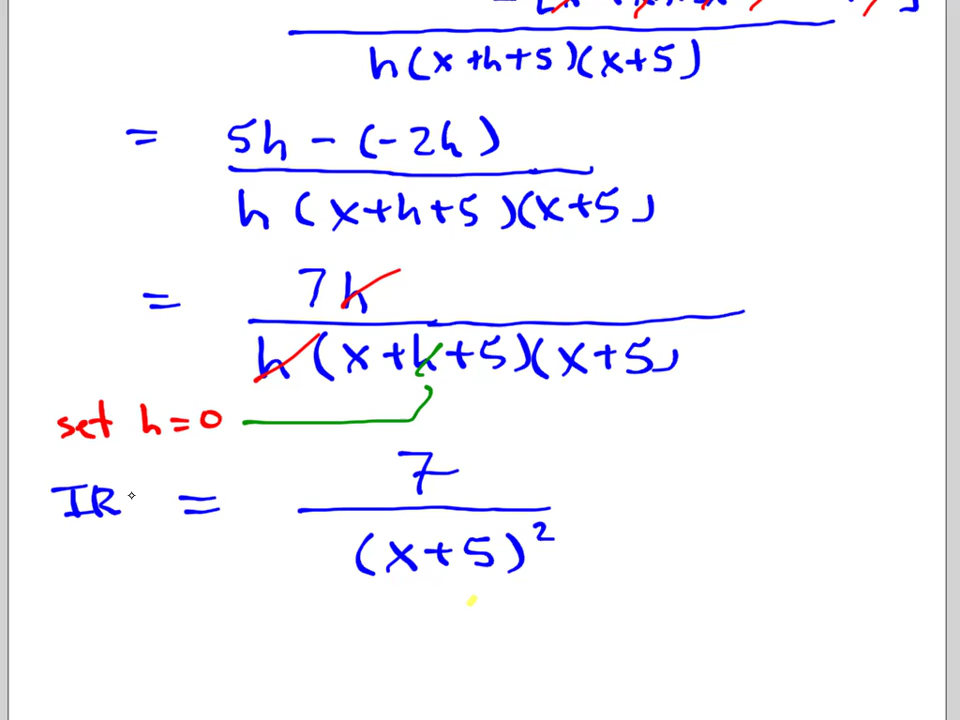 h(x+h+5)(x+5)
= 5h - (-2h)
h(x+h+5)(x+5)
= 7h
h(x+h+5)(x+5)
set h=0
IR = 7
(x+5)²